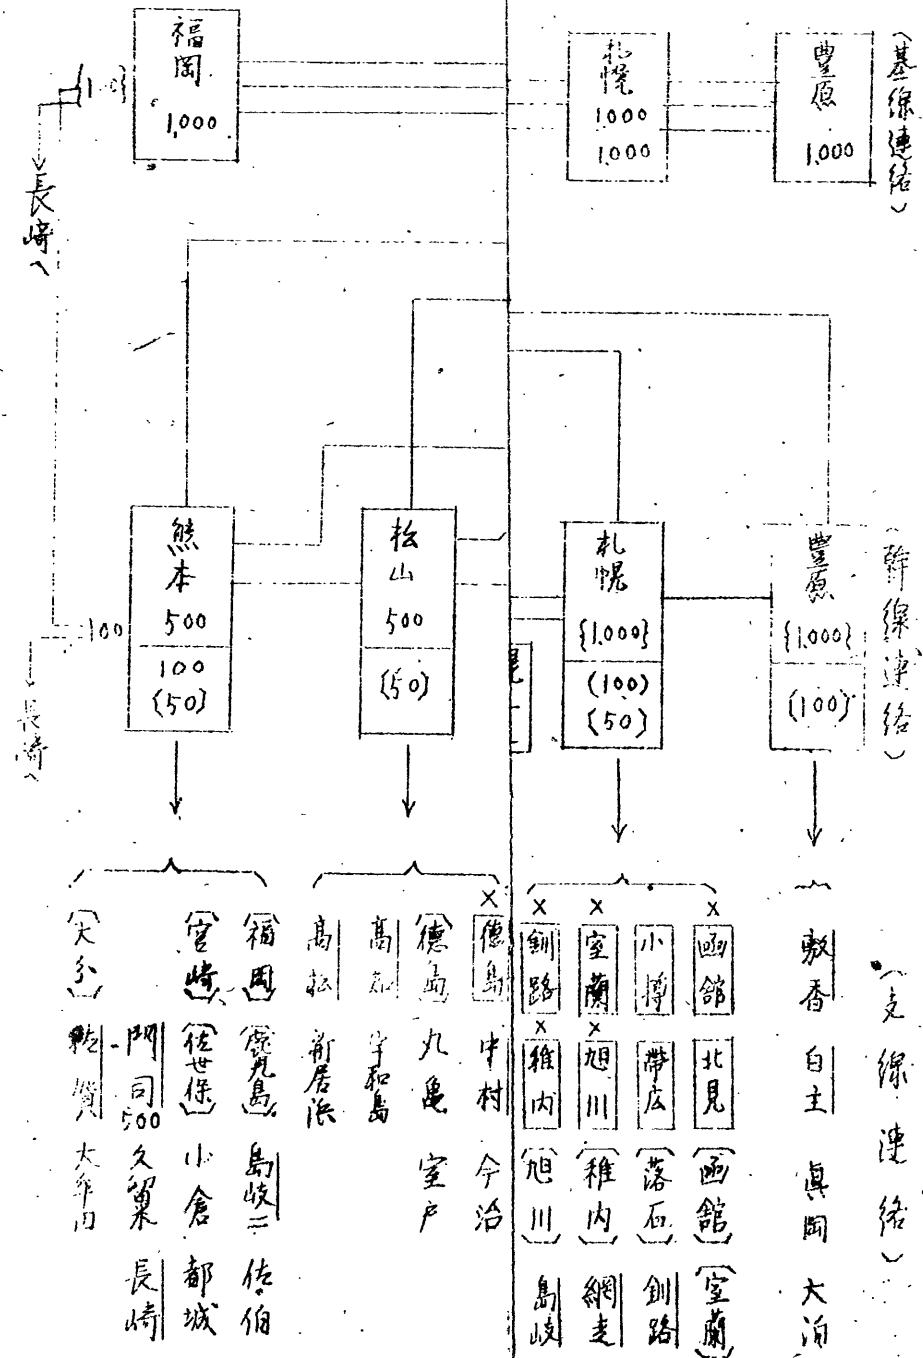 (基線連絡)
豊原
1,000
札幌
1000
1,000
福岡
1,000
長崎へ
(幹線連絡)
豊原
{1,000}
(100)
札幌
{1,000}
(100)
{50}
松山
500
{50}
熊本
500
100
{50}
100
長崎へ
(支線連絡)
敷香 白主 真岡 大泊
×函館 北見 (函館) (室蘭)
小樽 帯広 (落石) 釧路
×室蘭 ×旭川 (稚内) 網走
×釧路 ×稚内 (旭川) 島岐
×徳島 中村 今治
(徳島) 丸亀 室戸
宇和島
高松 新居浜
(福岡) (鹿児島) 島岐ニ 佐伯
(宮崎) (佐世保) 小倉 都城
門司 500 久留米 長崎
(大分) 大牟田